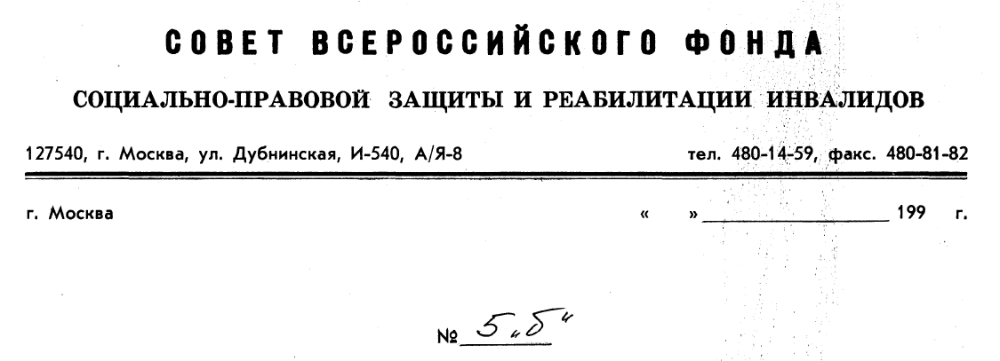 СОВЕТ ВСЕРОССИЙСКОГО ФОНДА
СОЦИАЛЬНО-ПРАВОВОЙ ЗАЩИТЫ И РЕАБИЛИТАЦИИ ИНВАЛИДОВ
127540, г. Москва, ул. Дубнинская, И-540, А/Я-8 тел. 480-14-59, факс. 480-81-82
г. Москва « »____________________ 199 г.
№ 5 „б“